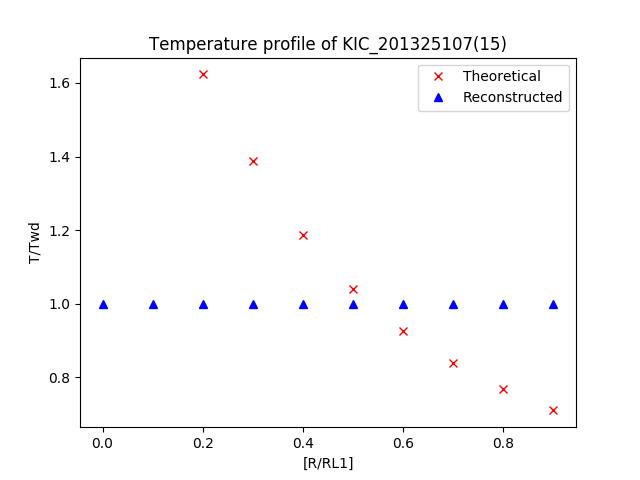 Temperature profile of KIC_201325107(15)
Theoretical
Reconstructed
T/Twd
1.6
1.4
1.2
1.0
0.8
0.0 0.2 0.4 0.6 0.8
[R/RL1]